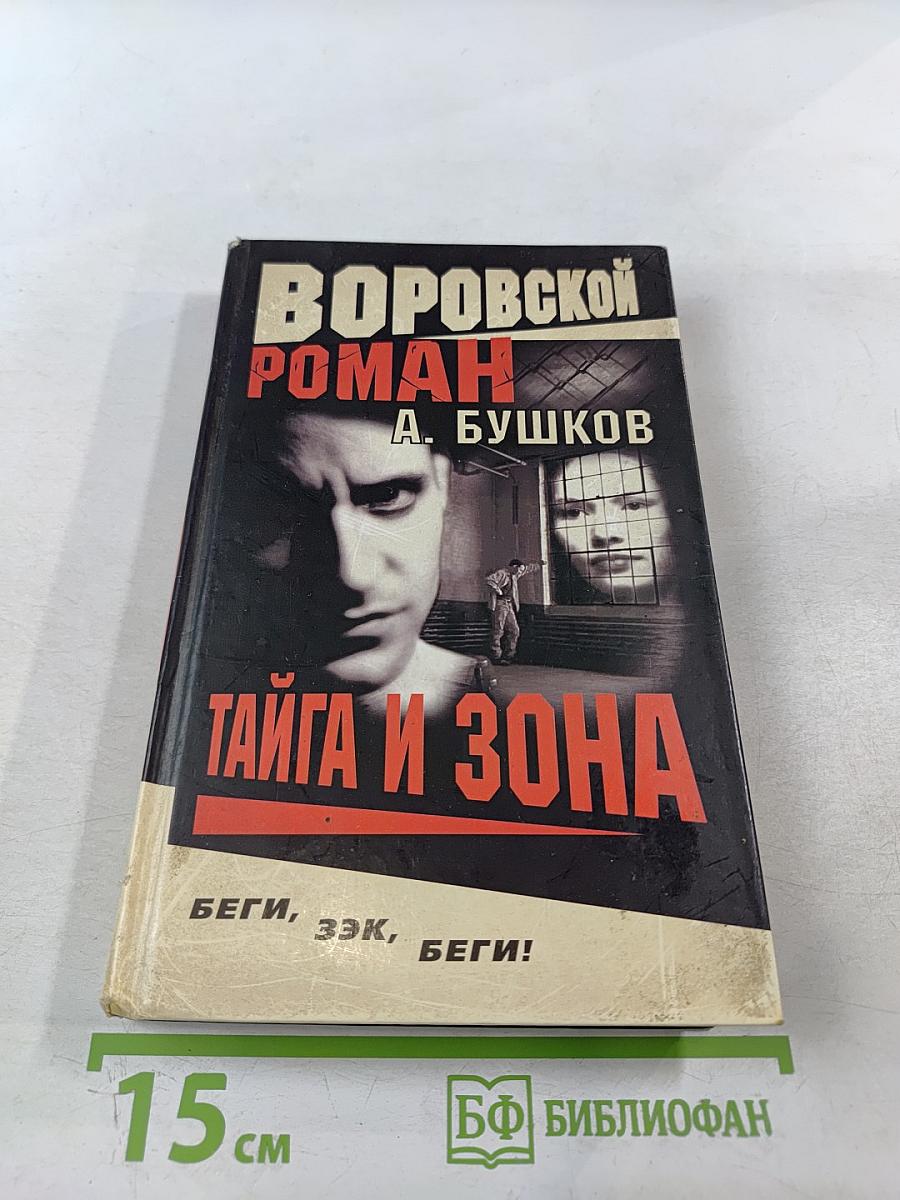 ВОРОВСКОЙ
РОМАН
А. БУШКОВ
ТАЙГА И ЗОНА
БЕГИ, ЗЭК, БЕГИ!
15 см
БФ БИБЛИОФАН